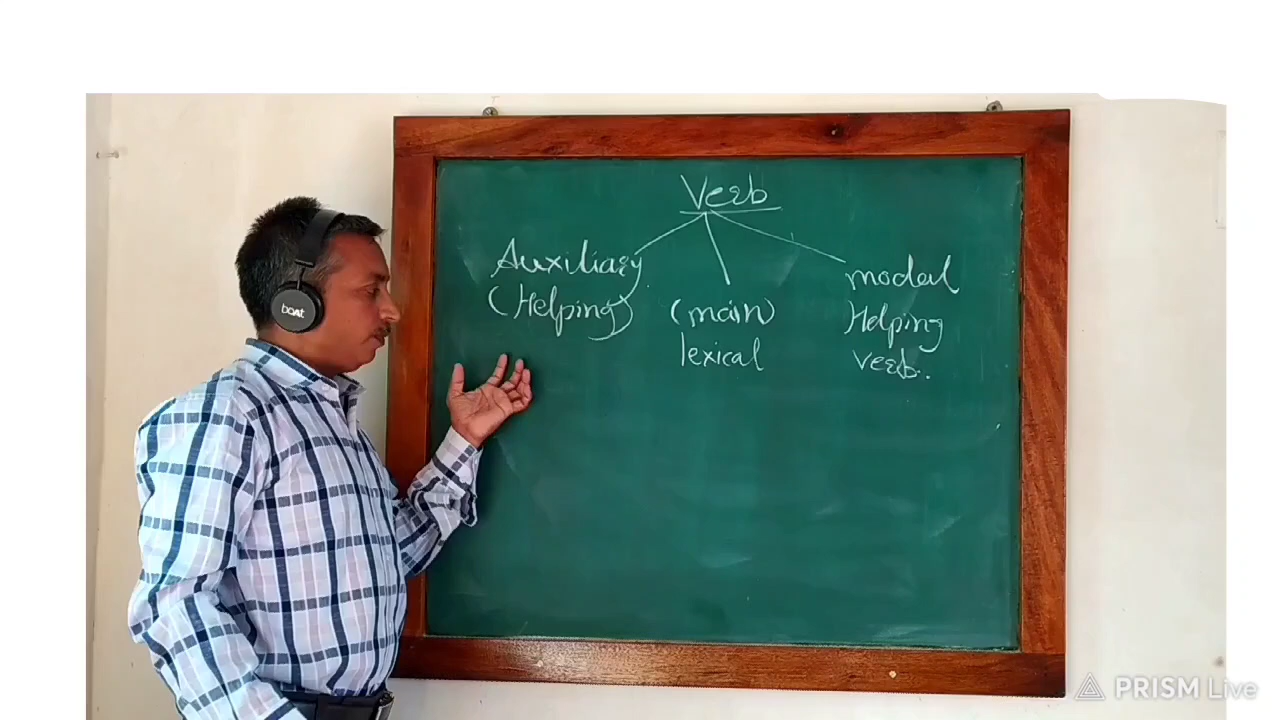 Verb
Auxiliary
(Helping)
(main)
lexical
modal
Helping
verb.
boAt
PRISM Live